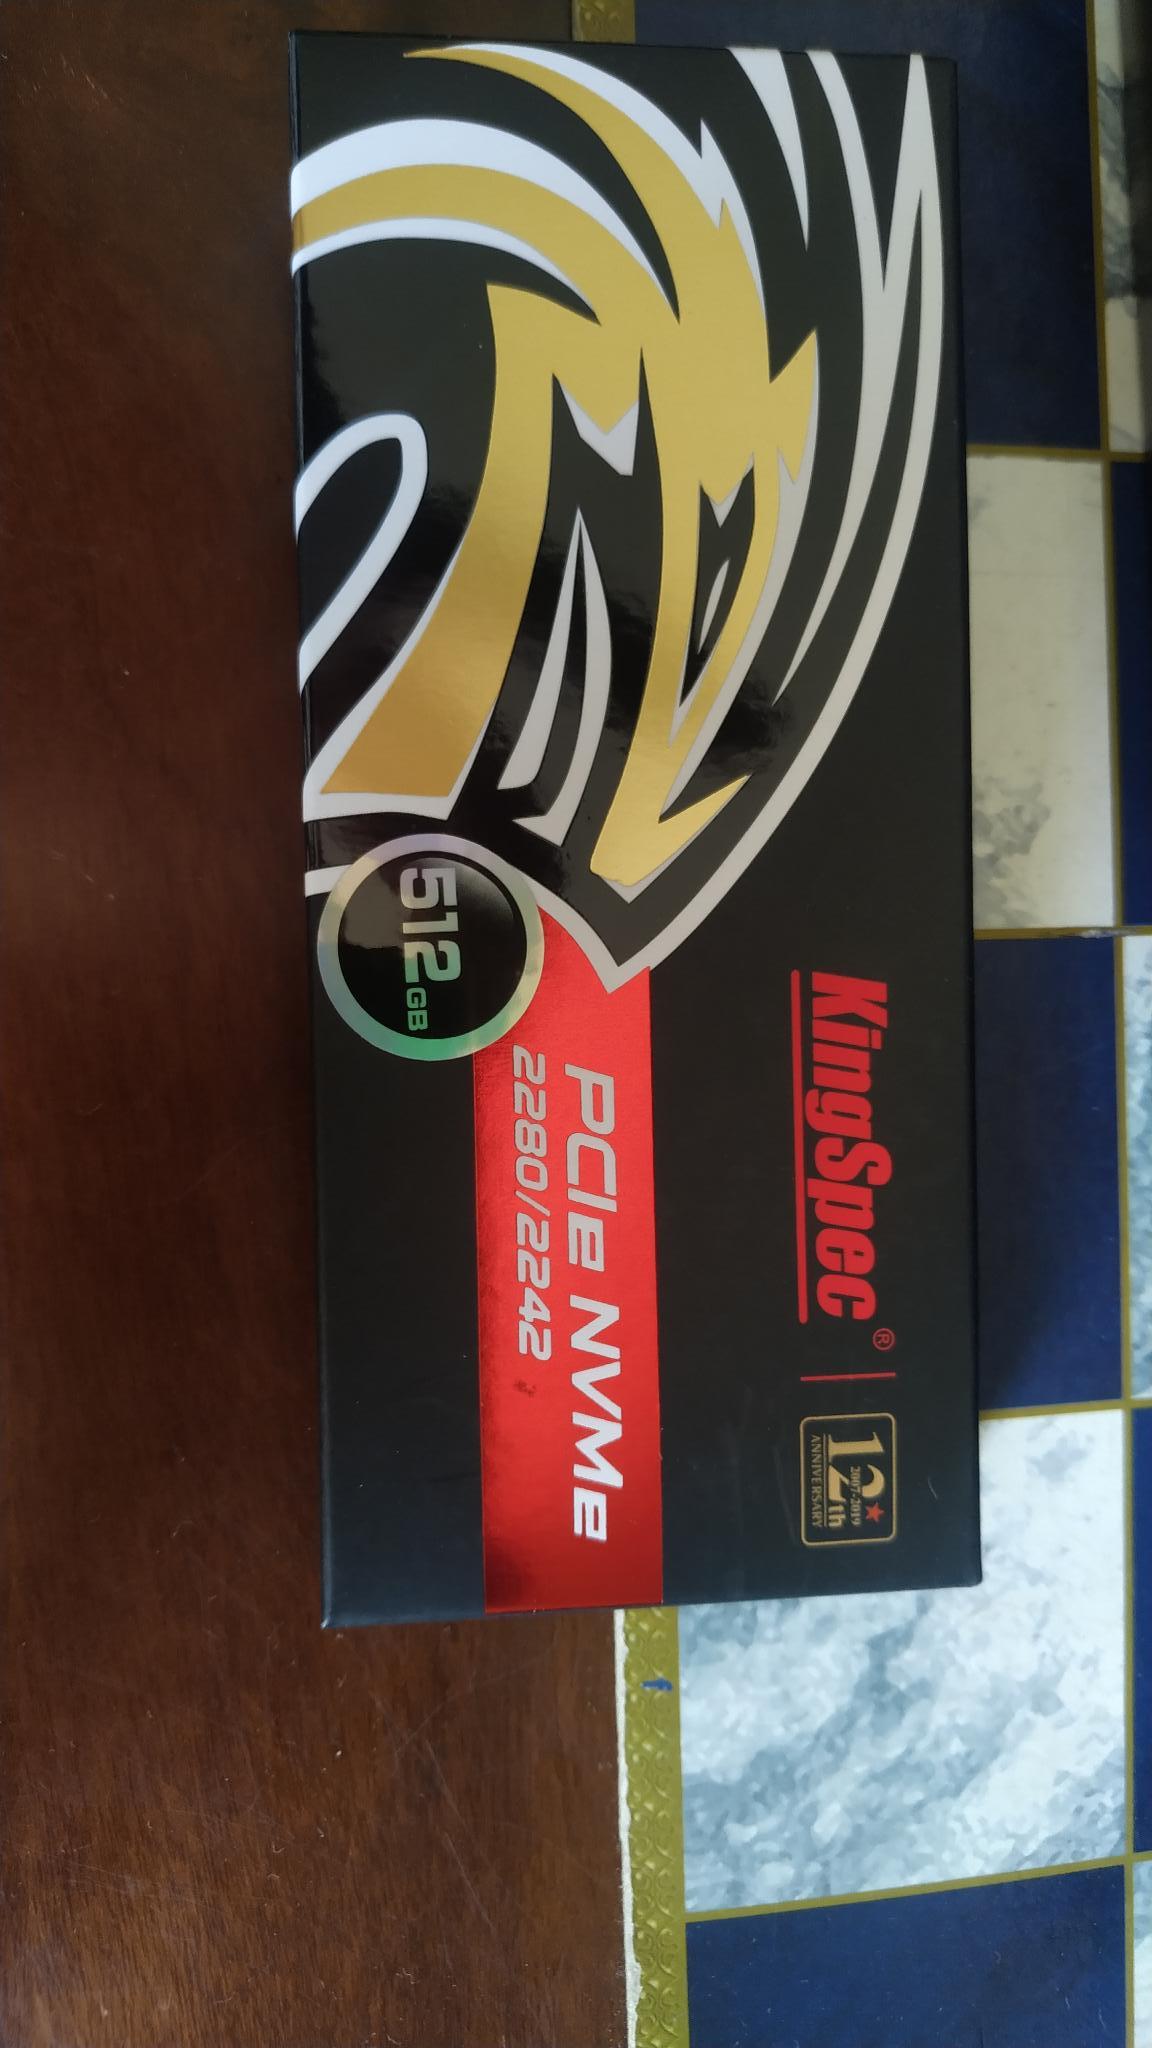 KingSpec®
12th
2007-2019
ANNIVERSARY
PCIe NVMe
2280/2242
512GB